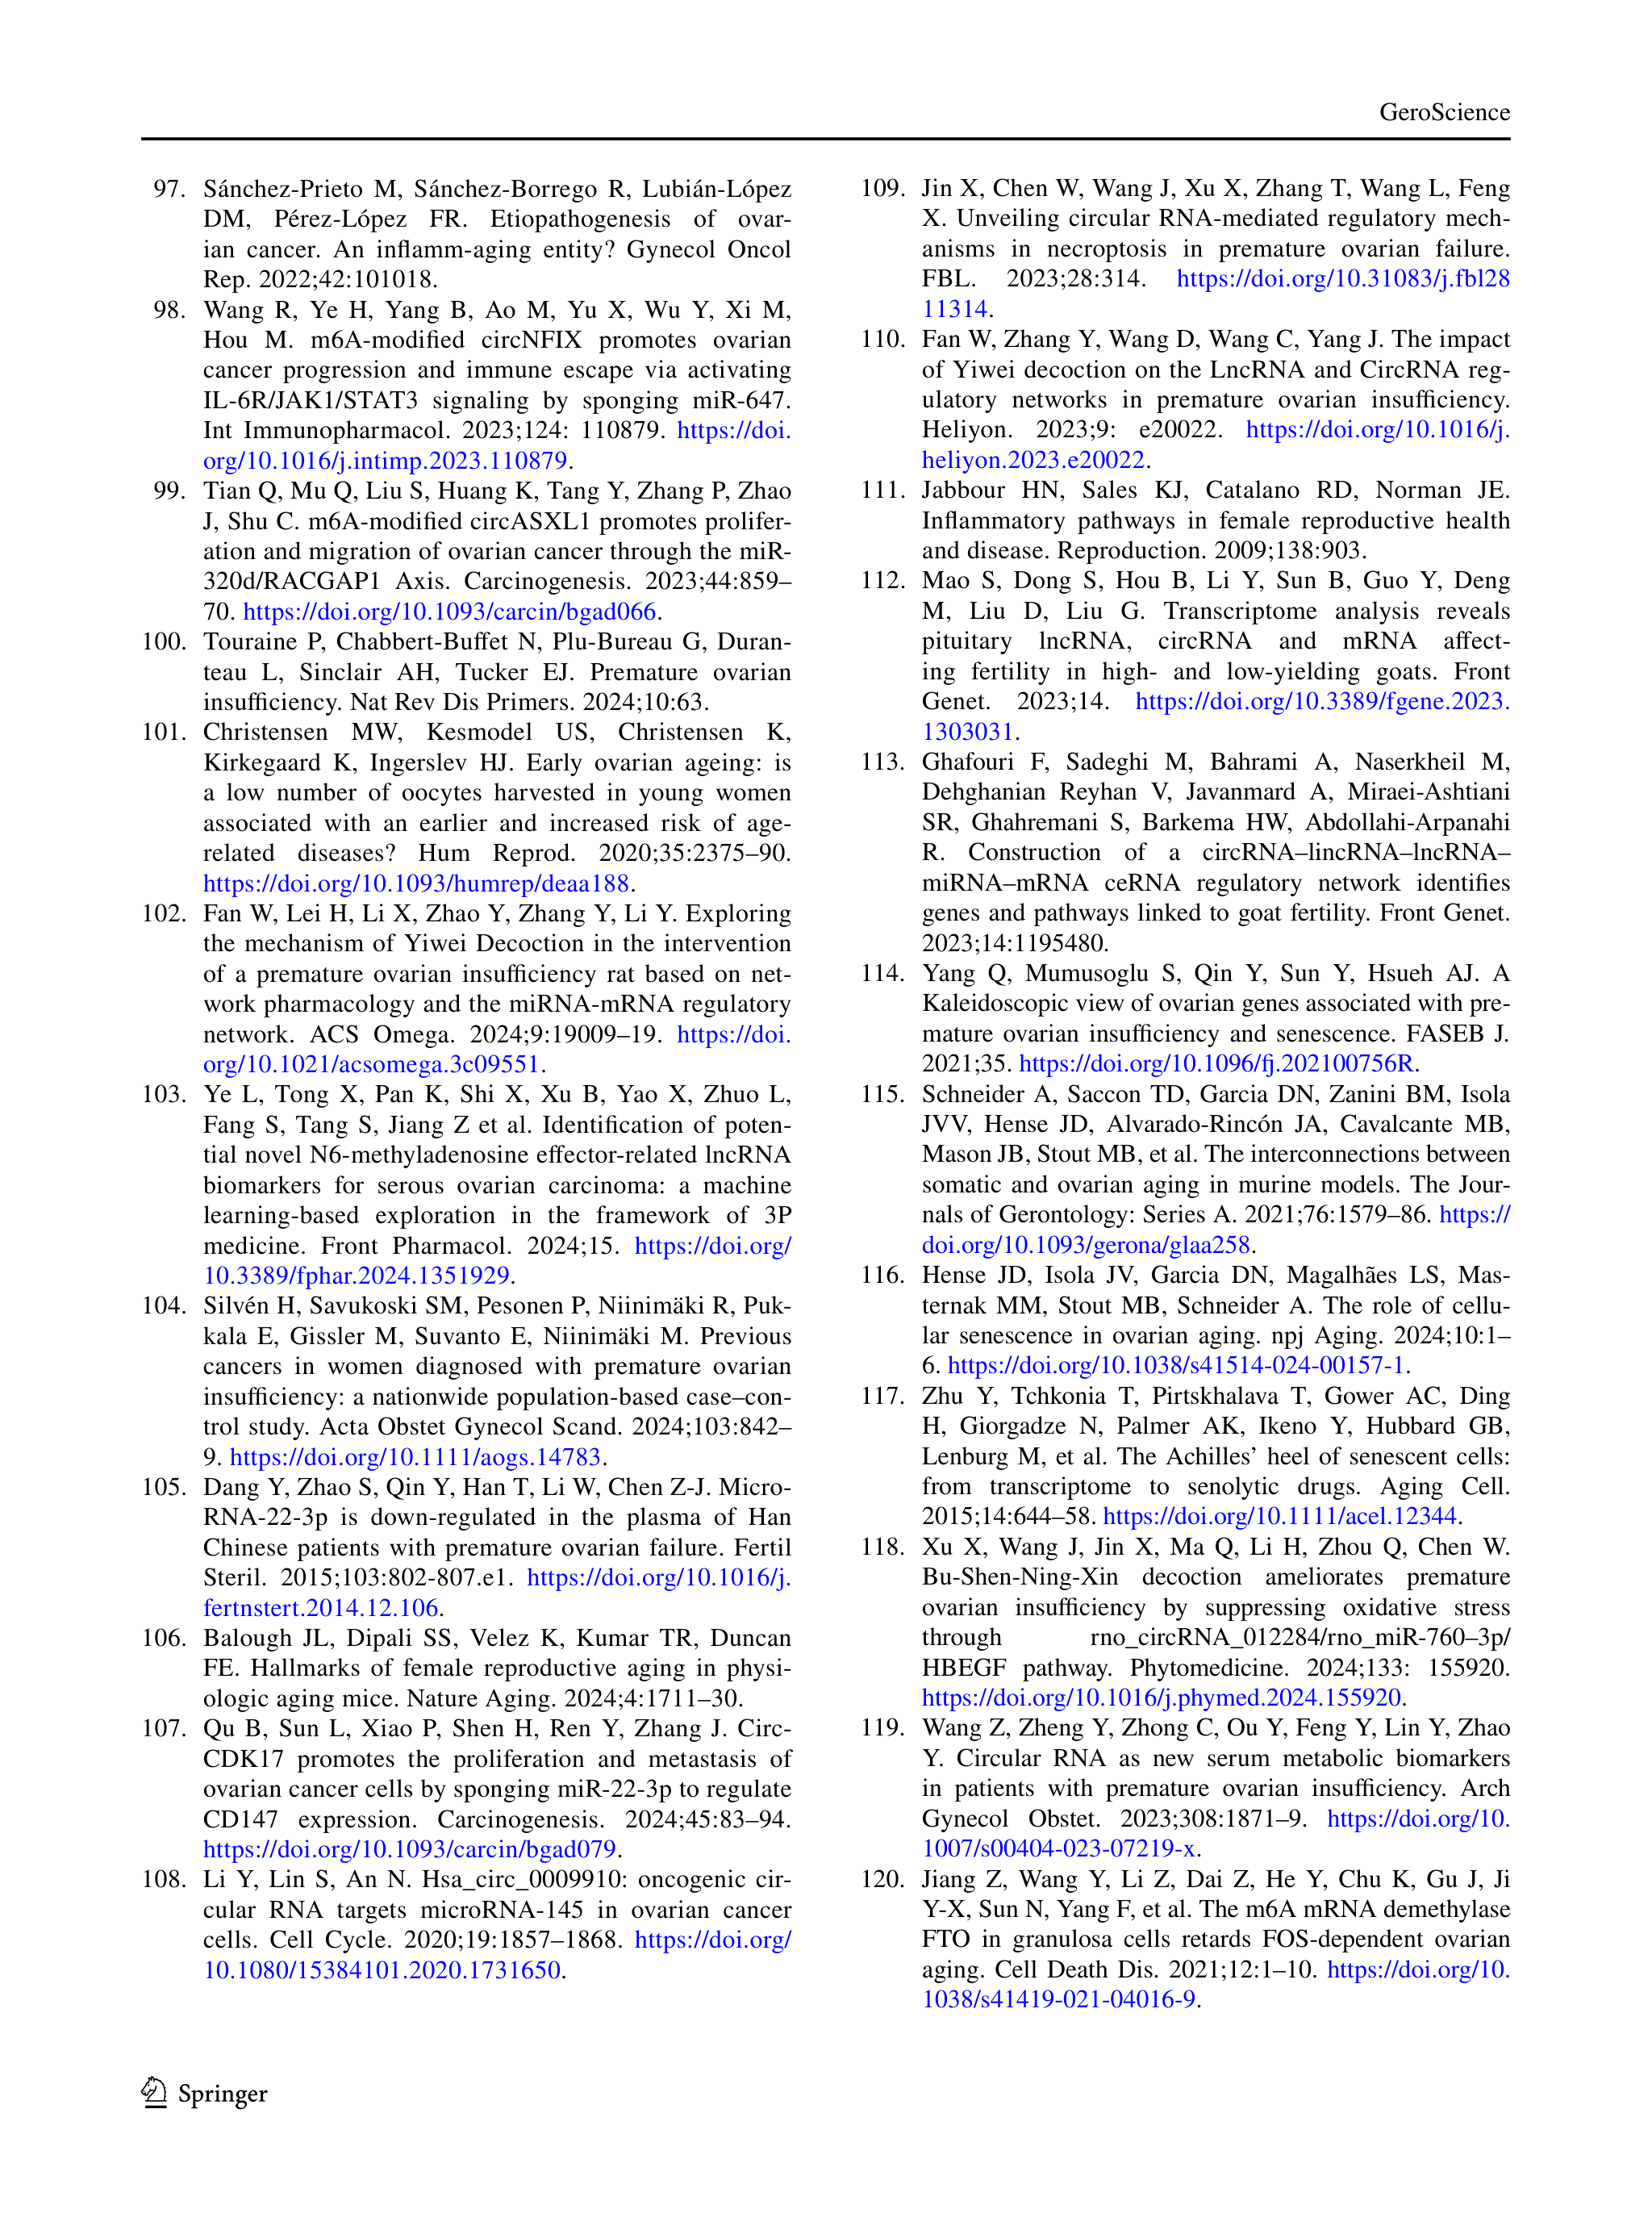 GeroScience
97. Sánchez-Prieto M, Sánchez-Borrego R, Lubián-López
DM, Pérez-López FR. Etiopathogenesis of ovar-
ian cancer. An inflamm-aging entity? Gynecol Oncol
Rep. 2022;42:101018.
98. Wang R, Ye H, Yang B, Ao M, Yu X, Wu Y, Xi M,
Hou M. m6A-modified circNFIX promotes ovarian
cancer progression and immune escape via activating
IL-6R/JAK1/STAT3 signaling by sponging miR-647.
Int Immunopharmacol. 2023;124: 110879. https://doi.
org/10.1016/j.intimp.2023.110879.
99. Tian Q, Mu Q, Liu S, Huang K, Tang Y, Zhang P, Zhao
J, Shu C. m6A-modified circASXL1 promotes prolifer-
ation and migration of ovarian cancer through the miR-
320d/RACGAP1 Axis. Carcinogenesis. 2023;44:859–
70. https://doi.org/10.1093/carcin/bgad066.
100. Touraine P, Chabbert-Buffet N, Plu-Bureau G, Duran-
teau L, Sinclair AH, Tucker EJ. Premature ovarian
insufficiency. Nat Rev Dis Primers. 2024;10:63.
101. Christensen MW, Kesmodel US, Christensen K,
Kirkegaard K, Ingerslev HJ. Early ovarian ageing: is
a low number of oocytes harvested in young women
associated with an earlier and increased risk of age-
related diseases? Hum Reprod. 2020;35:2375–90.
https://doi.org/10.1093/humrep/deaa188.
102. Fan W, Lei H, Li X, Zhao Y, Zhang Y, Li Y. Exploring
the mechanism of Yiwei Decoction in the intervention
of a premature ovarian insufficiency rat based on net-
work pharmacology and the miRNA-mRNA regulatory
network. ACS Omega. 2024;9:19009–19. https://doi.
org/10.1021/acsomega.3c09551.
103. Ye L, Tong X, Pan K, Shi X, Xu B, Yao X, Zhuo L,
Fang S, Tang S, Jiang Z et al. Identification of poten-
tial novel N6-methyladenosine effector-related lncRNA
biomarkers for serous ovarian carcinoma: a machine
learning-based exploration in the framework of 3P
medicine. Front Pharmacol. 2024;15. https://doi.org/
10.3389/fphar.2024.1351929.
104. Silvén H, Savukoski SM, Pesonen P, Niinimäki R, Puk-
kala E, Gissler M, Suvanto E, Niinimäki M. Previous
cancers in women diagnosed with premature ovarian
insufficiency: a nationwide population-based case–con-
trol study. Acta Obstet Gynecol Scand. 2024;103:842–
9. https://doi.org/10.1111/aogs.14783.
105. Dang Y, Zhao S, Qin Y, Han T, Li W, Chen Z-J. Micro-
RNA-22-3p is down-regulated in the plasma of Han
Chinese patients with premature ovarian failure. Fertil
Steril. 2015;103:802-807.e1. https://doi.org/10.1016/j.
fertnstert.2014.12.106.
106. Balough JL, Dipali SS, Velez K, Kumar TR, Duncan
FE. Hallmarks of female reproductive aging in physi-
ologic aging mice. Nature Aging. 2024;4:1711–30.
107. Qu B, Sun L, Xiao P, Shen H, Ren Y, Zhang J. Circ-
CDK17 promotes the proliferation and metastasis of
ovarian cancer cells by sponging miR-22-3p to regulate
CD147 expression. Carcinogenesis. 2024;45:83–94.
https://doi.org/10.1093/carcin/bgad079.
108. Li Y, Lin S, An N. Hsa_circ_0009910: oncogenic cir-
cular RNA targets microRNA-145 in ovarian cancer
cells. Cell Cycle. 2020;19:1857–1868. https://doi.org/
10.1080/15384101.2020.1731650.
109. Jin X, Chen W, Wang J, Xu X, Zhang T, Wang L, Feng
X. Unveiling circular RNA-mediated regulatory mech-
anisms in necroptosis in premature ovarian failure.
FBL. 2023;28:314. https://doi.org/10.31083/j.fbl28
11314.
110. Fan W, Zhang Y, Wang D, Wang C, Yang J. The impact
of Yiwei decoction on the LncRNA and CircRNA reg-
ulatory networks in premature ovarian insufficiency.
Heliyon. 2023;9: e20022. https://doi.org/10.1016/j.
heliyon.2023.e20022.
111. Jabbour HN, Sales KJ, Catalano RD, Norman JE.
Inflammatory pathways in female reproductive health
and disease. Reproduction. 2009;138:903.
112. Mao S, Dong S, Hou B, Li Y, Sun B, Guo Y, Deng
M, Liu D, Liu G. Transcriptome analysis reveals
pituitary lncRNA, circRNA and mRNA affect-
ing fertility in high- and low-yielding goats. Front
Genet. 2023;14. https://doi.org/10.3389/fgene.2023.
1303031.
113. Ghafouri F, Sadeghi M, Bahrami A, Naserkheil M,
Dehghanian Reyhan V, Javanmard A, Miraei-Ashtiani
SR, Ghahremani S, Barkema HW, Abdollahi-Arpanahi
R. Construction of a circRNA–lincRNA–lncRNA–
miRNA–mRNA ceRNA regulatory network identifies
genes and pathways linked to goat fertility. Front Genet.
2023;14:1195480.
114. Yang Q, Mumusoglu S, Qin Y, Sun Y, Hsueh AJ. A
Kaleidoscopic view of ovarian genes associated with pre-
mature ovarian insufficiency and senescence. FASEB J.
2021;35. https://doi.org/10.1096/fj.202100756R.
115. Schneider A, Saccon TD, Garcia DN, Zanini BM, Isola
JVV, Hense JD, Alvarado-Rincón JA, Cavalcante MB,
Mason JB, Stout MB, et al. The interconnections between
somatic and ovarian aging in murine models. The Jour-
nals of Gerontology: Series A. 2021;76:1579–86. https://
doi.org/10.1093/gerona/glaa258.
116. Hense JD, Isola JV, Garcia DN, Magalhães LS, Mas-
ternak MM, Stout MB, Schneider A. The role of cellu-
lar senescence in ovarian aging. npj Aging. 2024;10:1–
6. https://doi.org/10.1038/s41514-024-00157-1.
117. Zhu Y, Tchkonia T, Pirtskhalava T, Gower AC, Ding
H, Giorgadze N, Palmer AK, Ikeno Y, Hubbard GB,
Lenburg M, et al. The Achilles’ heel of senescent cells:
from transcriptome to senolytic drugs. Aging Cell.
2015;14:644–58. https://doi.org/10.1111/acel.12344.
118. Xu X, Wang J, Jin X, Ma Q, Li H, Zhou Q, Chen W.
Bu-Shen-Ning-Xin decoction ameliorates premature
ovarian insufficiency by suppressing oxidative stress
through rno_circRNA_012284/rno_miR-760–3p/
HBEGF pathway. Phytomedicine. 2024;133: 155920.
https://doi.org/10.1016/j.phymed.2024.155920.
119. Wang Z, Zheng Y, Zhong C, Ou Y, Feng Y, Lin Y, Zhao
Y. Circular RNA as new serum metabolic biomarkers
in patients with premature ovarian insufficiency. Arch
Gynecol Obstet. 2023;308:1871–9. https://doi.org/10.
1007/s00404-023-07219-x.
120. Jiang Z, Wang Y, Li Z, Dai Z, He Y, Chu K, Gu J, Ji
Y-X, Sun N, Yang F, et al. The m6A mRNA demethylase
FTO in granulosa cells retards FOS-dependent ovarian
aging. Cell Death Dis. 2021;12:1–10. https://doi.org/10.
1038/s41419-021-04016-9.
Springer